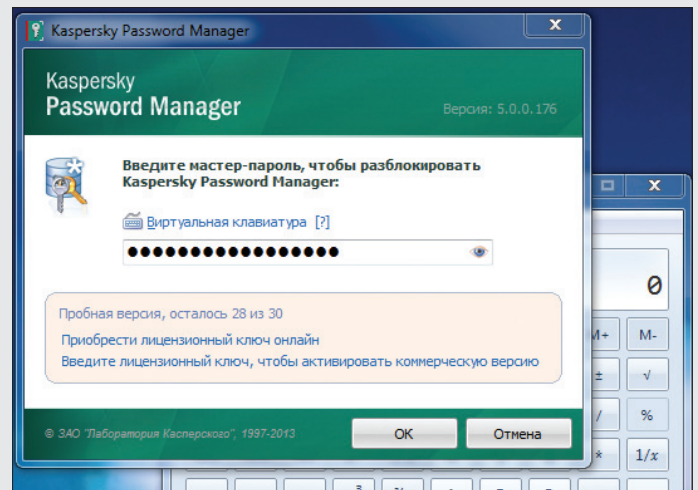 Kaspersky Password Manager
Kaspersky
Password Manager
Версия: 5.0.0.176
Введите мастер-пароль, чтобы разблокировать
Kaspersky Password Manager:
Виртуальная клавиатура [?]
●●●●●●●●●●●●●●●●●
Пробная версия, осталось 28 из 30
Приобрести лицензионный ключ онлайн
Введите лицензионный ключ, чтобы активировать коммерческую версию
© ЗАО "Лаборатория Касперского", 1997-2013
OK
Отмена
0
M+ M-
± √
/ %
* 1/x